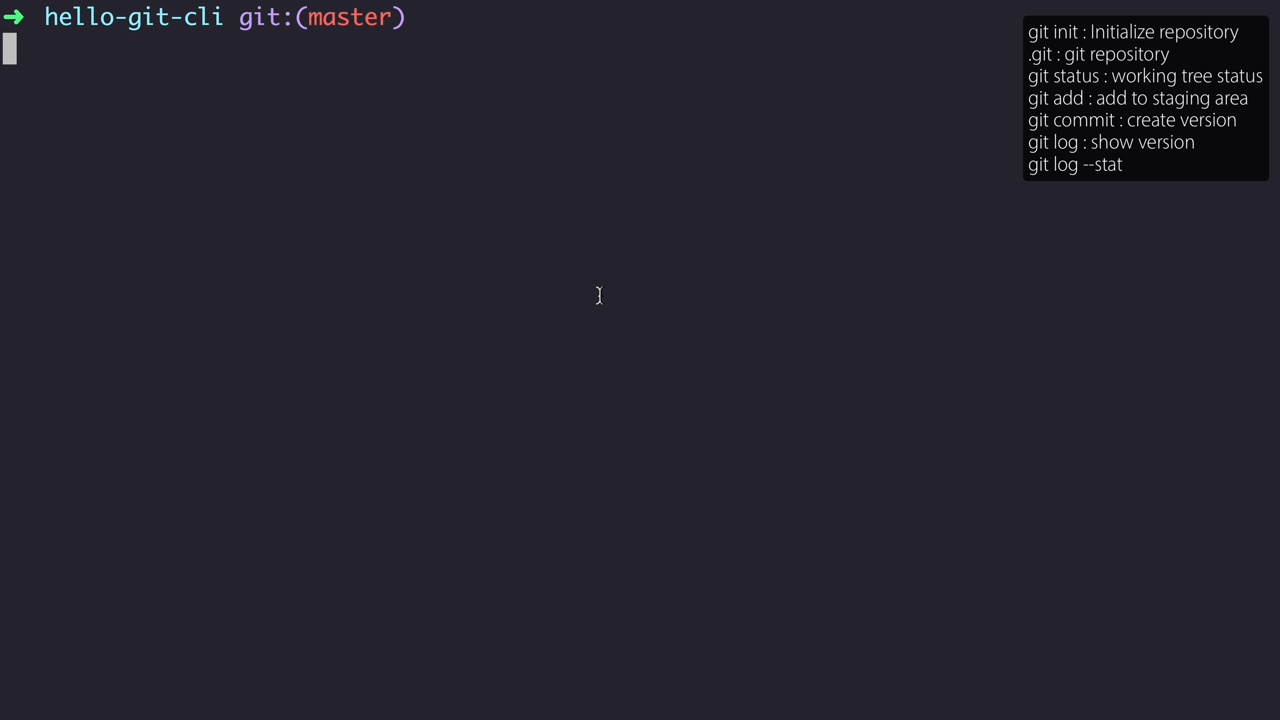 ➜ hello-git-cli git:(master)
git init : Initialize repository
.git : git repository
git status : working tree status
git add : add to staging area
git commit : create version
git log : show version
git log --stat